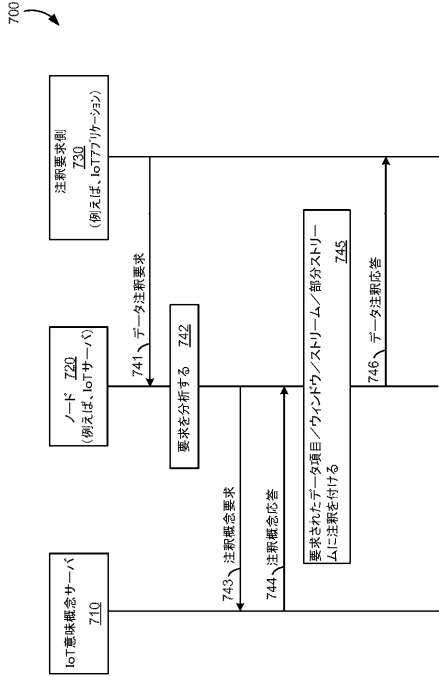 700
IoT意味概念サーバ
710
ノード 720
(例えば、IoTサーバ)
注釈要求側
730
(例えば、IoTアプリケーション)
741 データ注釈要求
要求を分析する 742
743 注釈概念要求
744 注釈概念応答
要求されたデータ項目／ウィンドウ／ストリーム／部分ストリー
ムに注釈を付ける 745
746 データ注釈応答